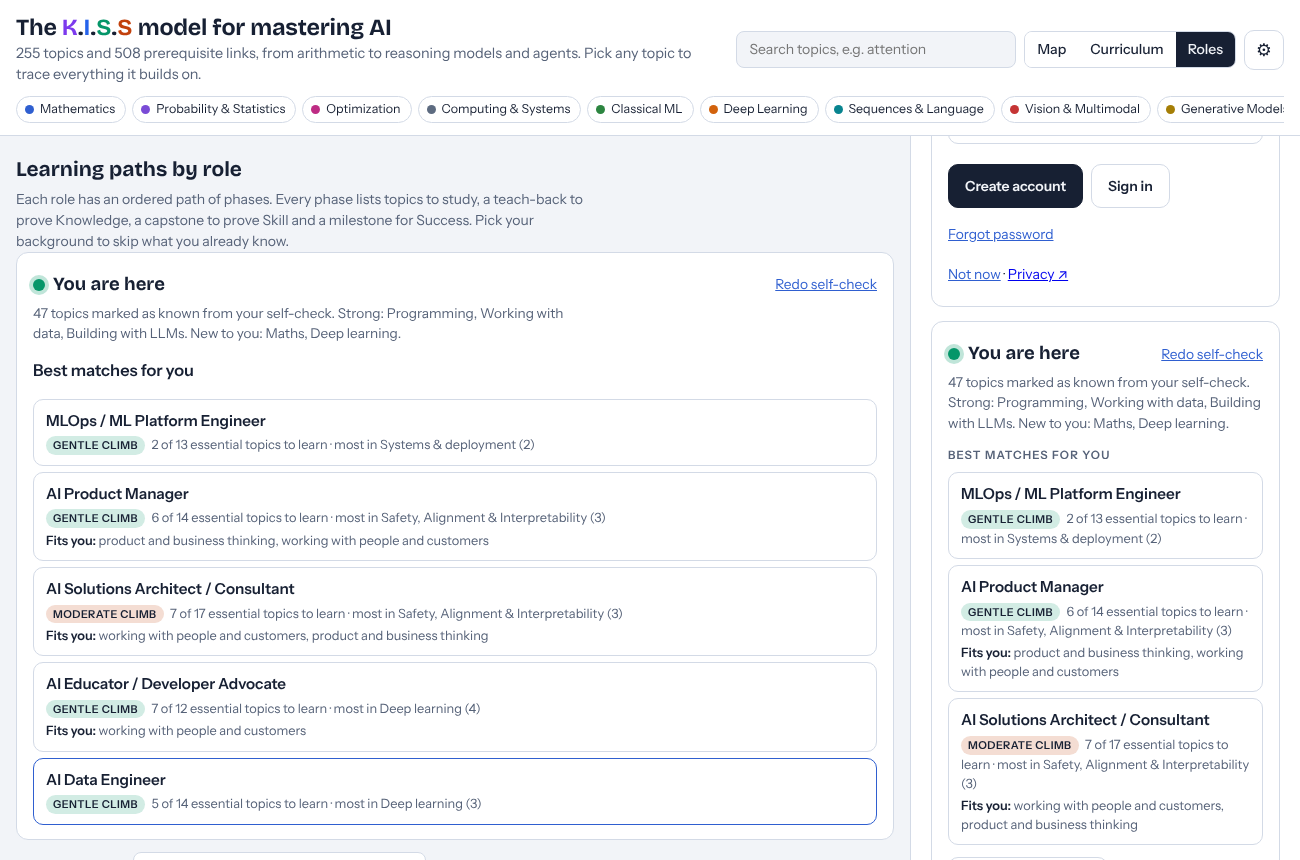 The K.I.S.S model for mastering AI
255 topics and 508 prerequisite links, from arithmetic to reasoning models and agents. Pick any topic to
trace everything it builds on.
Search topics, e.g. attention
Map
Curriculum
Roles
Mathematics
Probability & Statistics
Optimization
Computing & Systems
Classical ML
Deep Learning
Sequences & Language
Vision & Multimodal
Generative Models
Learning paths by role
Each role has an ordered path of phases. Every phase lists topics to study, a teach-back to
prove Knowledge, a capstone to prove Skill and a milestone for Success. Pick your
background to skip what you already know.
You are here
Redo self-check
47 topics marked as known from your self-check. Strong: Programming, Working with
data, Building with LLMs. New to you: Maths, Deep learning.
Best matches for you
MLOps / ML Platform Engineer
GENTLE CLIMB 2 of 13 essential topics to learn · most in Systems & deployment (2)
AI Product Manager
GENTLE CLIMB 6 of 14 essential topics to learn · most in Safety, Alignment & Interpretability (3)
Fits you: product and business thinking, working with people and customers
AI Solutions Architect / Consultant
MODERATE CLIMB 7 of 17 essential topics to learn · most in Safety, Alignment & Interpretability (3)
Fits you: working with people and customers, product and business thinking
AI Educator / Developer Advocate
GENTLE CLIMB 7 of 12 essential topics to learn · most in Deep learning (4)
Fits you: working with people and customers
AI Data Engineer
GENTLE CLIMB 5 of 14 essential topics to learn · most in Deep learning (3)
Create account
Sign in
Forgot password
Not now · Privacy ↗
You are here
Redo self-check
47 topics marked as known from your self-check.
Strong: Programming, Working with data, Building
with LLMs. New to you: Maths, Deep learning.
BEST MATCHES FOR YOU
MLOps / ML Platform Engineer
GENTLE CLIMB 2 of 13 essential topics to learn ·
most in Systems & deployment (2)
AI Product Manager
GENTLE CLIMB 6 of 14 essential topics to learn ·
most in Safety, Alignment & Interpretability (3)
Fits you: product and business thinking, working
with people and customers
AI Solutions Architect / Consultant
MODERATE CLIMB 7 of 17 essential topics to
learn · most in Safety, Alignment & Interpretability
(3)
Fits you: working with people and customers,
product and business thinking